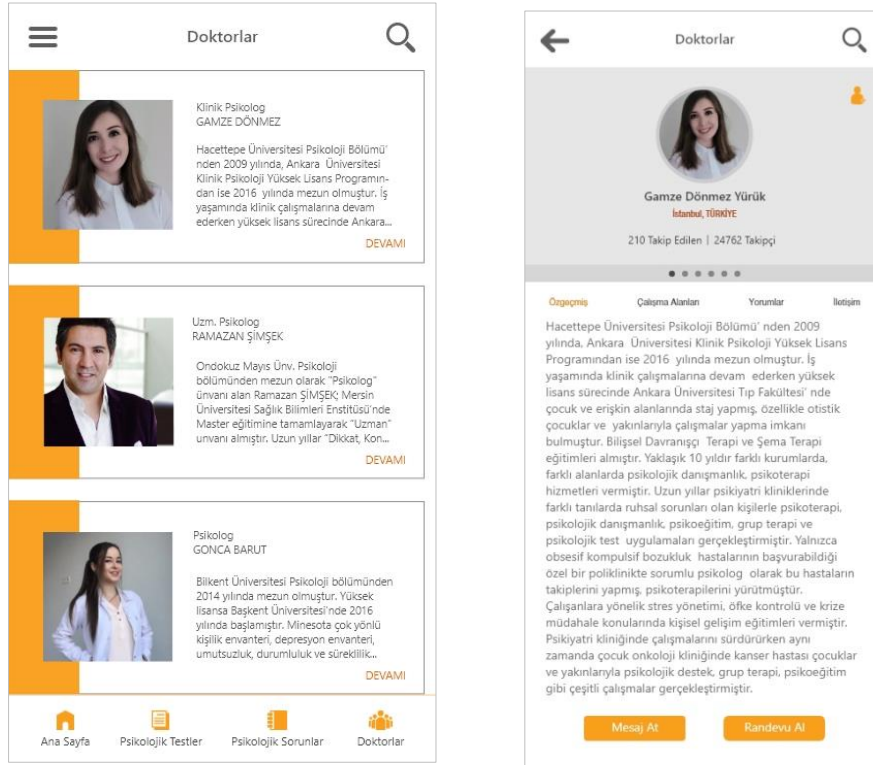 Doktorlar
Klinik Psikolog
GAMZE DÖNMEZ
Hacettepe Üniversitesi Psikoloji Bölümü'
nden 2009 yılında, Ankara Üniversitesi
Klinik Psikoloji Yüksek Lisans Programın-
dan ise 2016 yılında mezun olmuştur. İş
yaşamında klinik çalışmalarına devam
ederken yüksek lisans sürecinde Ankara...
DEVAMI
Uzm. Psikolog
RAMAZAN ŞİMŞEK
Ondokuz Mayıs Ünv. Psikoloji
bölümünden mezun olarak "Psikolog"
ünvanı alan Ramazan ŞİMŞEK; Mersin
Üniversitesi Sağlık Bilimleri Enstitüsü'nde
Master eğitimine tamamlayarak "Uzman"
unvanı almıştır. Uzun yıllar "Dikkat, Kon...
DEVAMI
Psikolog
GONCA BARUT
Bilkent Üniversitesi Psikoloji bölümünden
2014 yılında mezun olmuştur. Yüksek
lisansa Başkent Üniversitesi'nde 2016
yılında başlamıştır. Minesota çok yönlü
kişilik envanteri, depresyon envanteri,
umutsuzluk, durumluluk ve süreklilik...
DEVAMI
Ana Sayfa
Psikolojik Testler
Psikolojik Sorunlar
Doktorlar
Doktorlar
Gamze Dönmez Yürük
İstanbul, TÜRKİYE
210 Takip Edilen | 24762 Takipçi
Özgeçmiş
Çalışma Alanları
Yorumlar
İletişim
Hacettepe Üniversitesi Psikoloji Bölümü' nden 2009
yılında, Ankara Üniversitesi Klinik Psikoloji Yüksek Lisans
Programından ise 2016 yılında mezun olmuştur. İş
yaşamında klinik çalışmalarına devam ederken yüksek
lisans sürecinde Ankara Üniversitesi Tıp Fakültesi' nde
çocuk ve erişkin alanlarında staj yapmış, özellikle otistik
çocuklar ve yakınlarıyla çalışmalar yapma imkanı
bulmuştur. Bilişsel Davranışçı Terapi ve Şema Terapi
eğitimleri almıştır. Yaklaşık 10 yıldır farklı kurumlarda,
farklı alanlarda psikolojik danışmanlık, psikoterapi
hizmetleri vermiştir. Uzun yıllar psikiyatri kliniklerinde
farklı tanılarda ruhsal sorunları olan kişilerle psikoterapi,
psikolojik danışmanlık, psikoeğitim, grup terapi ve
psikolojik test uygulamaları gerçekleştirmiştir. Yalnızca
obsesif kompulsif bozukluk hastalarının başvurabildiği
özel bir poliklinikte sorumlu psikolog olarak bu hastaların
takiplerini yapmış, psikoterapilerini yürütmüştür.
Çalışanlara yönelik stres yönetimi, öfke kontrolü ve krize
müdahale konularında kişisel gelişim eğitimleri vermiştir.
Psikiyatri kliniğinde çalışmalarını sürdürürken aynı
zamanda çocuk onkoloji kliniğinde kanser hastası çocuklar
ve yakınlarıyla psikolojik destek, grup terapi, psikoeğitim
gibi çeşitli çalışmalar gerçekleştirmiştir.
Mesaj At
Randevu Al